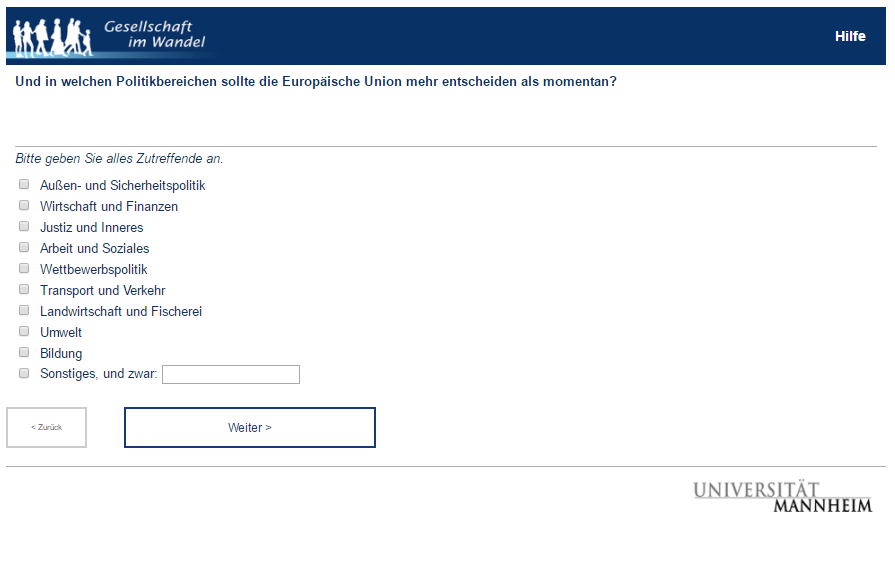 Gesellschaft
im Wandel
Hilfe
Und in welchen Politikbereichen sollte die Europäische Union mehr entscheiden als momentan?
Bitte geben Sie alles Zutreffende an.
Außen- und Sicherheitspolitik
Wirtschaft und Finanzen
Justiz und Inneres
Arbeit und Soziales
Wettbewerbspolitik
Transport und Verkehr
Landwirtschaft und Fischerei
Umwelt
Bildung
Sonstiges, und zwar:
< Zurück
Weiter >
UNIVERSITÄT
MANNHEIM